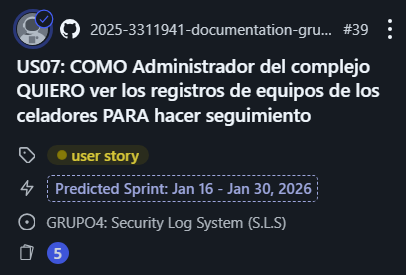 2025-3311941-documentation-gru... #39
US07: COMO Administrador del complejo
QUIERO ver los registros de equipos de los
celadores PARA hacer seguimiento
user story
Predicted Sprint: Jan 16 - Jan 30, 2026
GRUPO4: Security Log System (S.L.S)
5